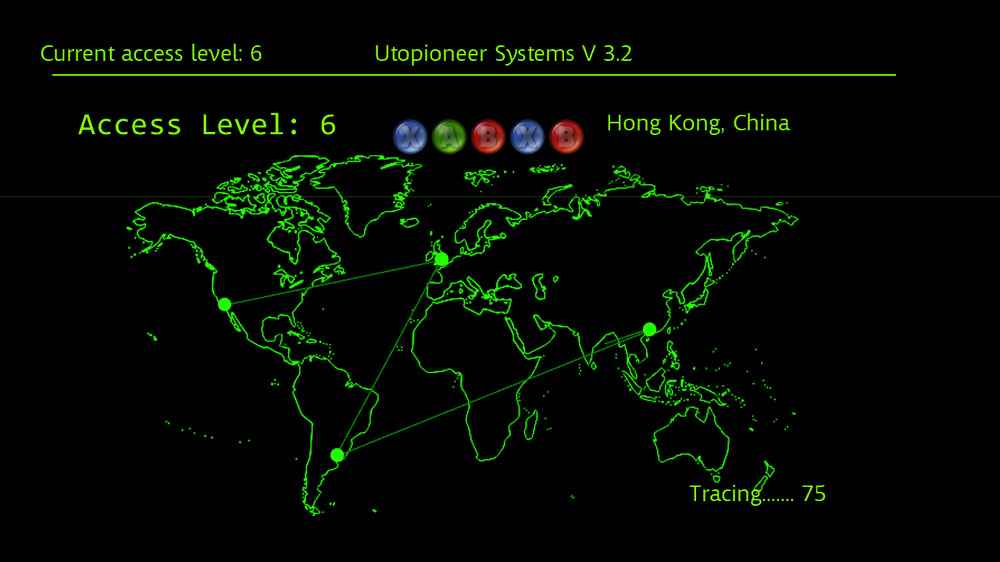 Current access level: 6 Utopioneer Systems V 3.2
Access Level: 6 X A B X B Hong Kong, China
Tracing....... 75